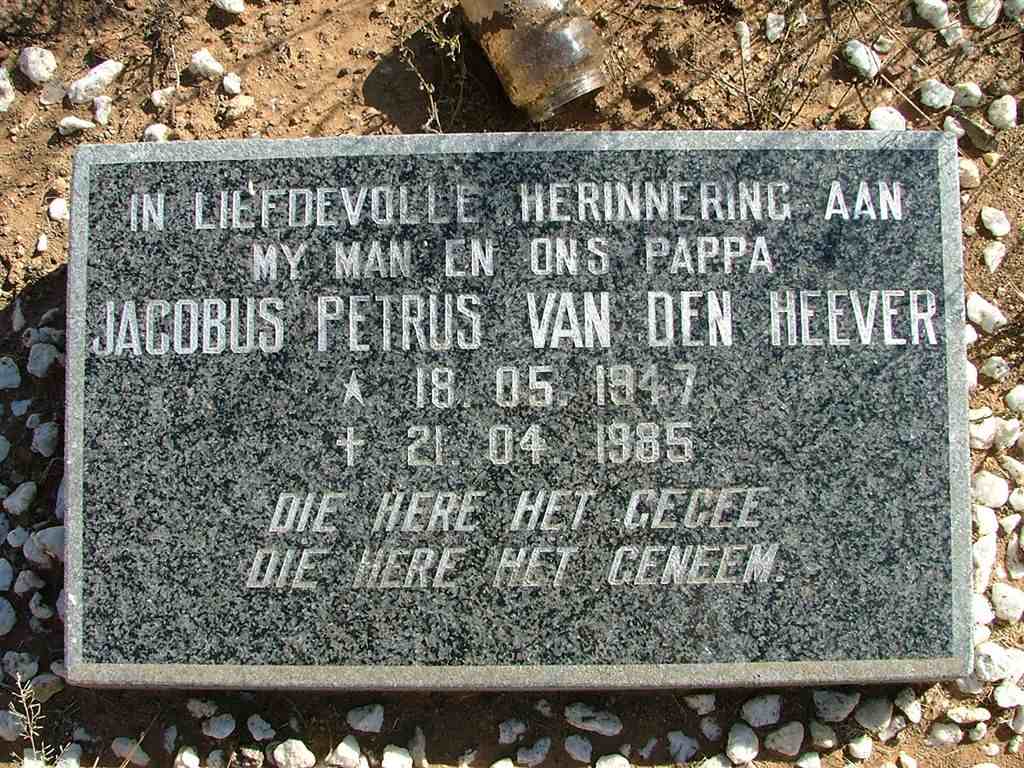 IN LIEFDEVOLLE HERINNERING AAN
MY MAN EN ONS PAPPA
JACOBUS PETRUS VAN DEN HEEVER
★ 18. 05. 1947
✝ 21. 04. 1985
DIE HERE HET GEGEE
DIE HERE HET GENEEM.